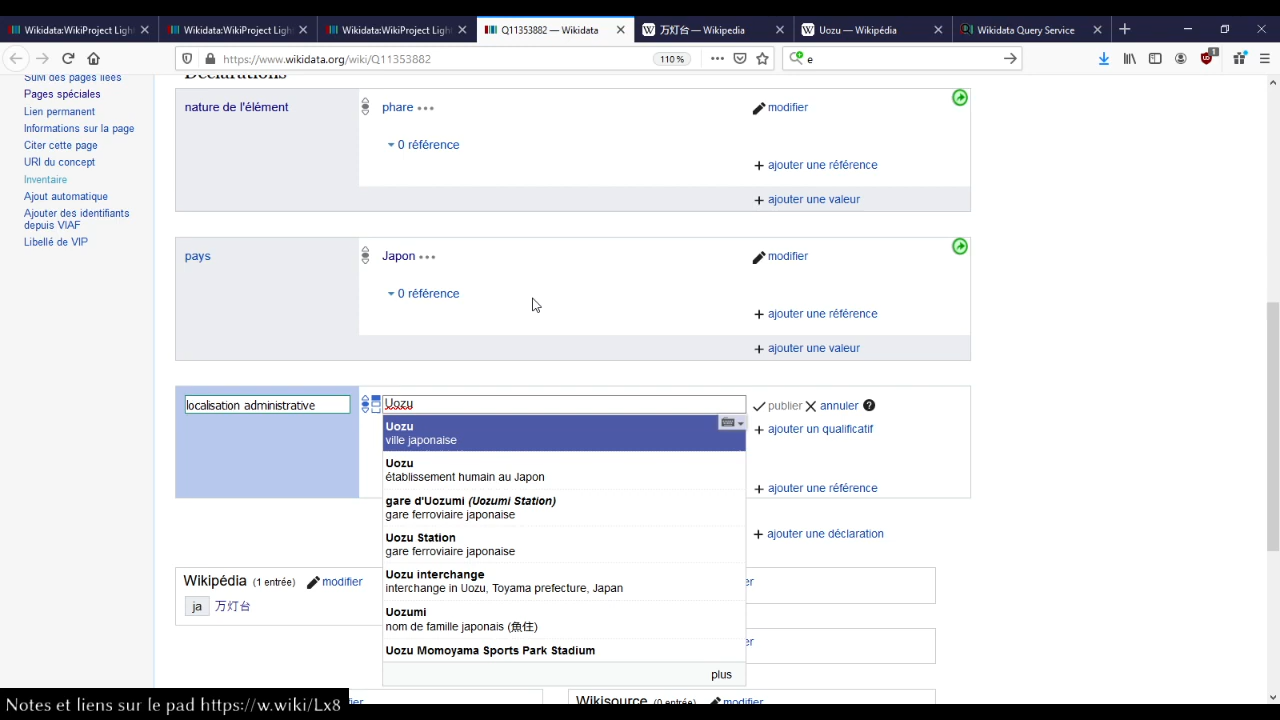 Wikidata:WikiProject Ligh
Wikidata:WikiProject Ligh
Wikidata:WikiProject Ligh
Q11353882 — Wikidata
万灯台 — Wikipedia
Uozu — Wikipédia
Wikidata Query Service
https://www.wikidata.org/wiki/Q11353882
110 %
e
Suivi des pages liées
Pages spéciales
Lien permanent
Informations sur la page
Citer cette page
URI du concept
Inventaire
Ajout automatique
Ajouter des identifiants
depuis VIAF
Libellé de VIP
Déclarations
nature de l'élément
phare
modifier
0 référence
+ ajouter une référence
+ ajouter une valeur
pays
Japon
modifier
0 référence
+ ajouter une référence
+ ajouter une valeur
localisation administrative
Uozu
publier
annuler
+ ajouter un qualificatif
+ ajouter une référence
Uozu
ville japonaise
Uozu
établissement humain au Japon
gare d'Uozumi (Uozumi Station)
gare ferroviaire japonaise
Uozu Station
gare ferroviaire japonaise
Uozu interchange
interchange in Uozu, Toyama prefecture, Japan
Uozumi
nom de famille japonais (魚住)
Uozu Momoyama Sports Park Stadium
plus
+ ajouter une déclaration
Wikipédia (1 entrée) modifier
ja 万灯台
er
er
Wikisource (0 entrée) modifier
ier
Notes et liens sur le pad https://w.wiki/Lx8